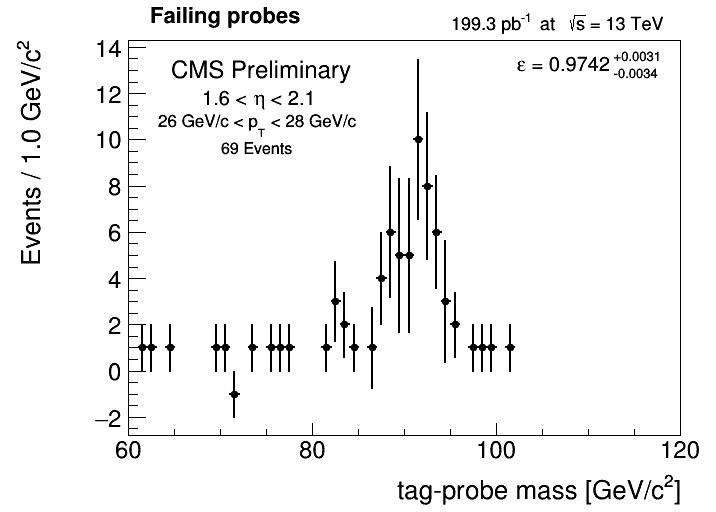 Failing probes
199.3 pb⁻¹ at √s = 13 TeV
CMS Preliminary
1.6 < η < 2.1
26 GeV/c < p_T < 28 GeV/c
69 Events
ε = 0.9742 +0.0031
-0.0034
Events / 1.0 GeV/c²
14
12
10
8
6
4
2
0
−2
60 80 100 120
tag-probe mass [GeV/c²]